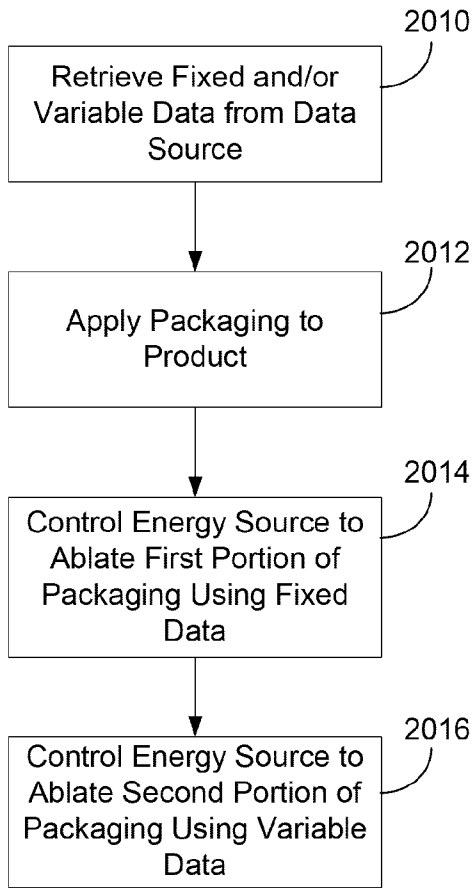 2010
Retrieve Fixed and/or
Variable Data from Data
Source
2012
Apply Packaging to
Product
2014
Control Energy Source to
Ablate First Portion of
Packaging Using Fixed
Data
2016
Control Energy Source to
Ablate Second Portion of
Packaging Using Variable
Data